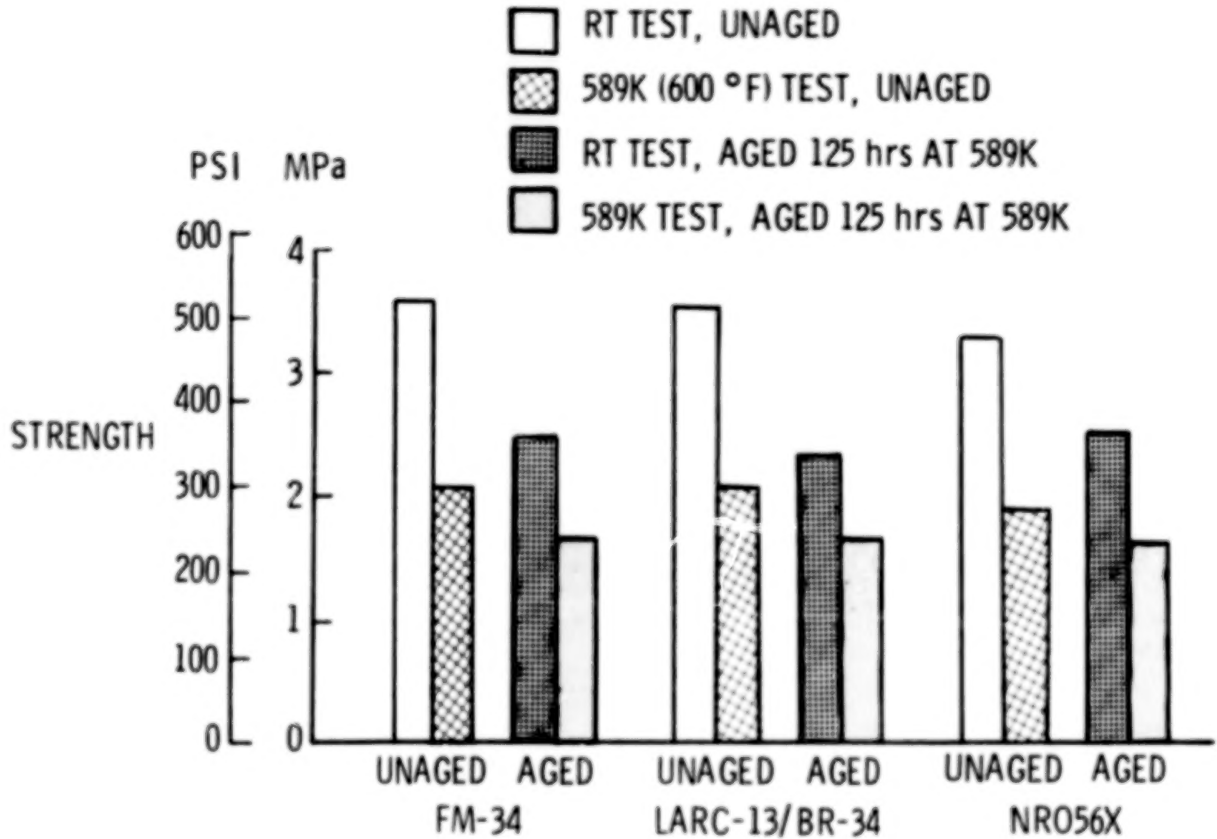 RT TEST, UNAGED
589K (600 °F) TEST, UNAGED
RT TEST, AGED 125 hrs AT 589K
589K TEST, AGED 125 hrs AT 589K
PSI MPa
600
500
400
300
200
100
0
4
3
2
1
0
STRENGTH
UNAGED AGED UNAGED AGED UNAGED AGED
FM-34 LARC-13/BR-34 NRO56X